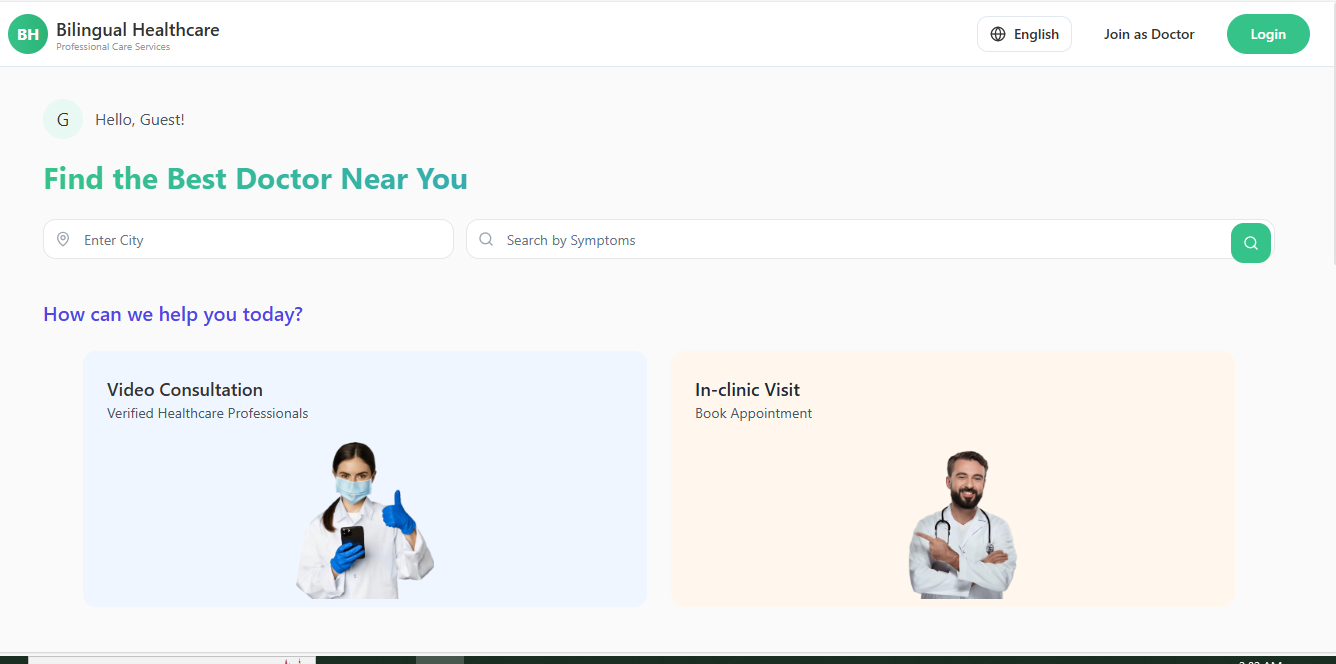 BH
Bilingual Healthcare
Professional Care Services
English
Join as Doctor
Login
G
Hello, Guest!
Find the Best Doctor Near You
Enter City
Search by Symptoms
How can we help you today?
Video Consultation
Verified Healthcare Professionals
In-clinic Visit
Book Appointment